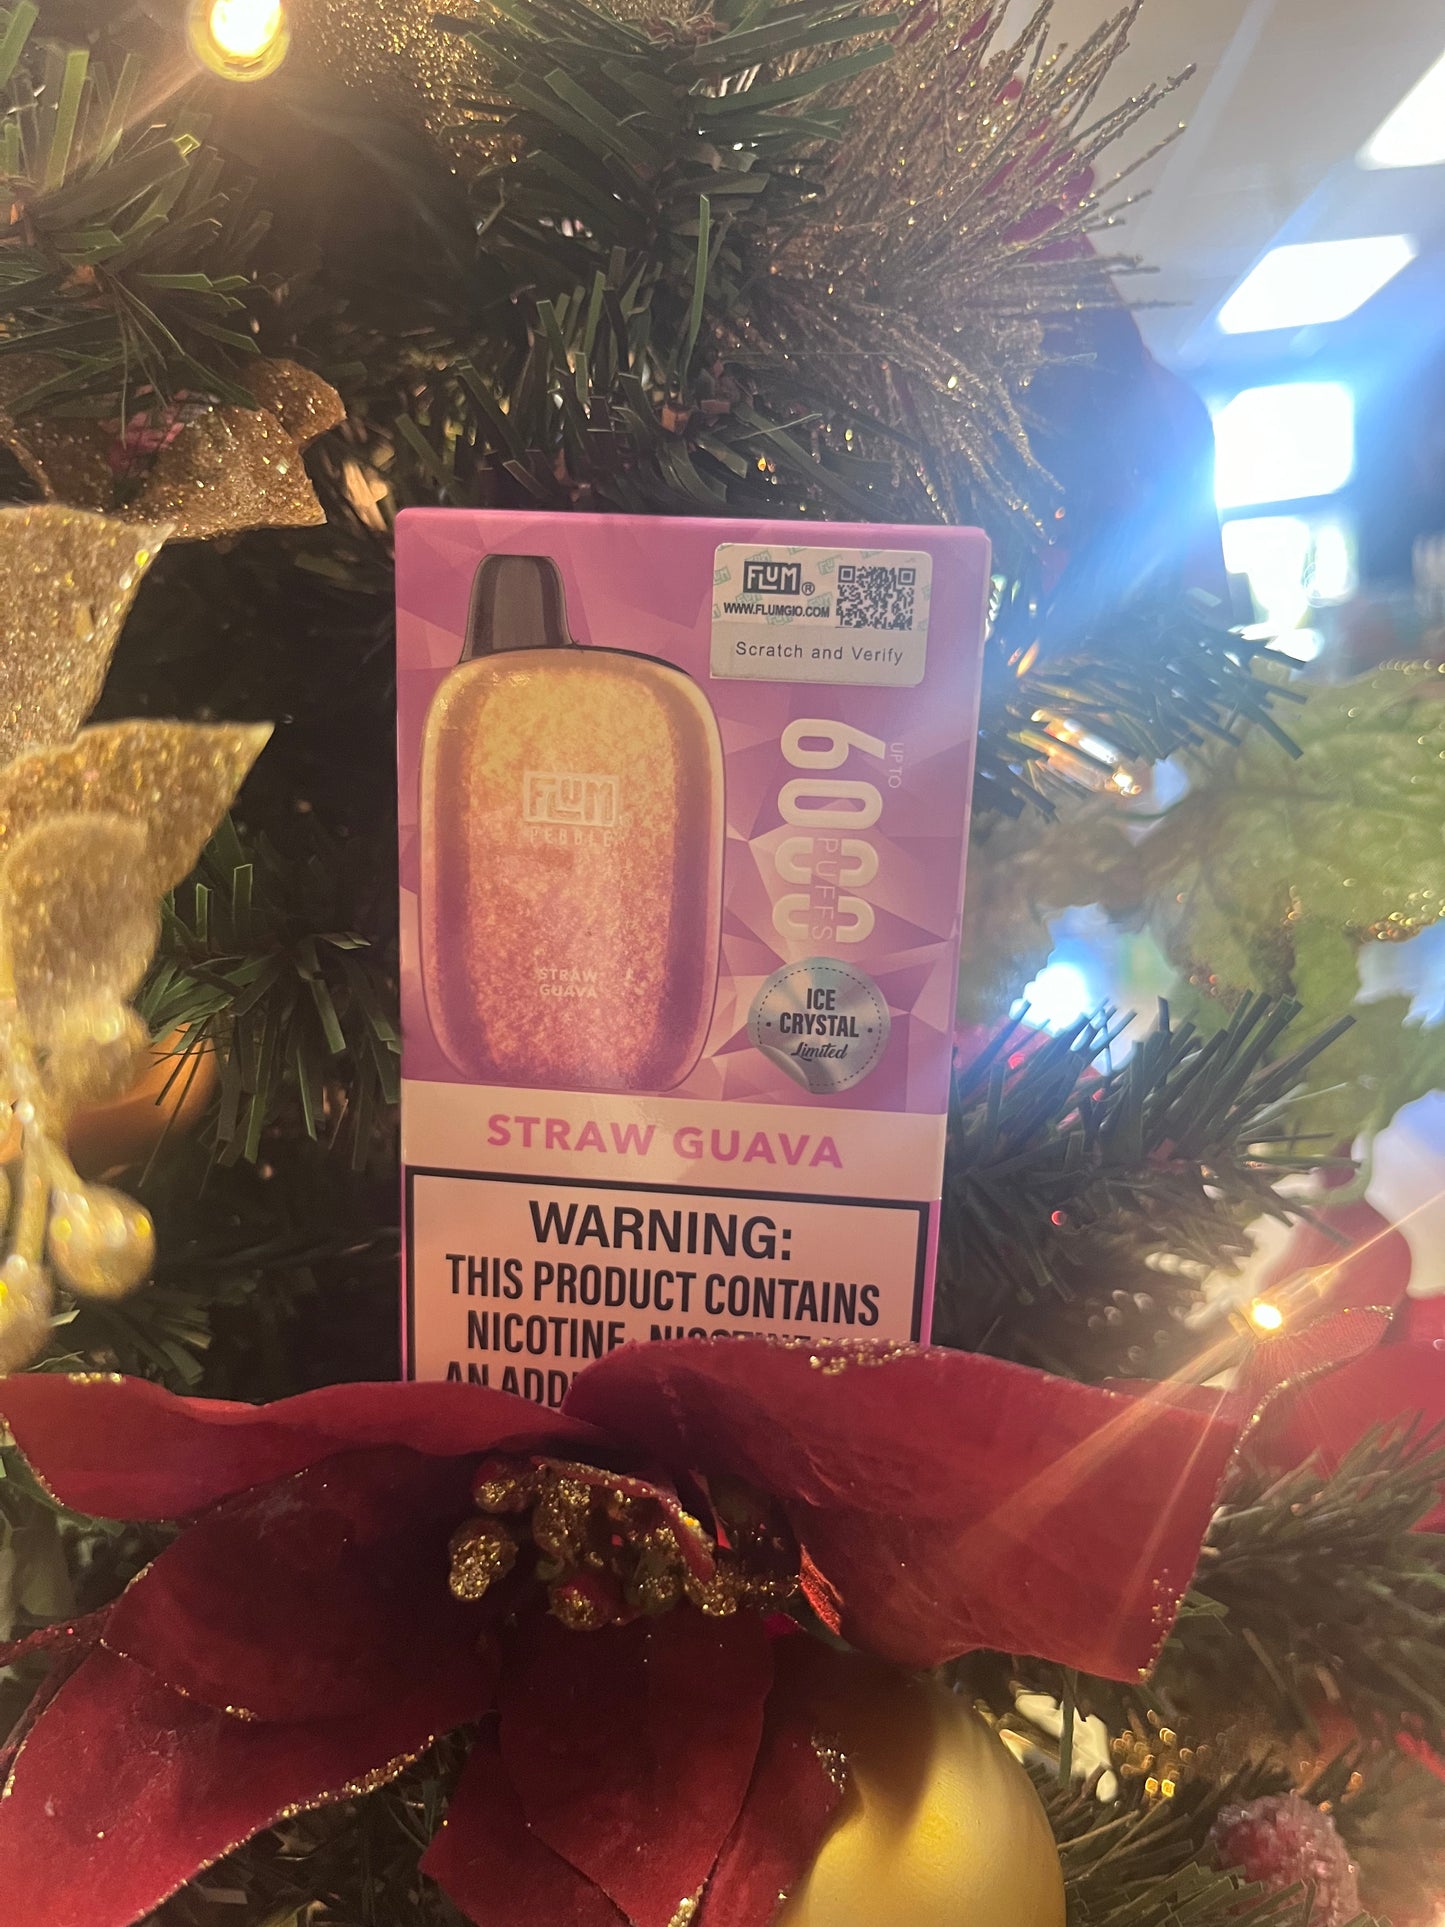 FLUM®
WWW.FLUMGIO.COM
Scratch and Verify
FLUM
PEBBLE
STRAW
GUAVA
UP TO
6000
PUFFS
ICE
CRYSTAL
Limited
STRAW GUAVA
WARNING:
THIS PRODUCT CONTAINS
NICOTINE.
AN